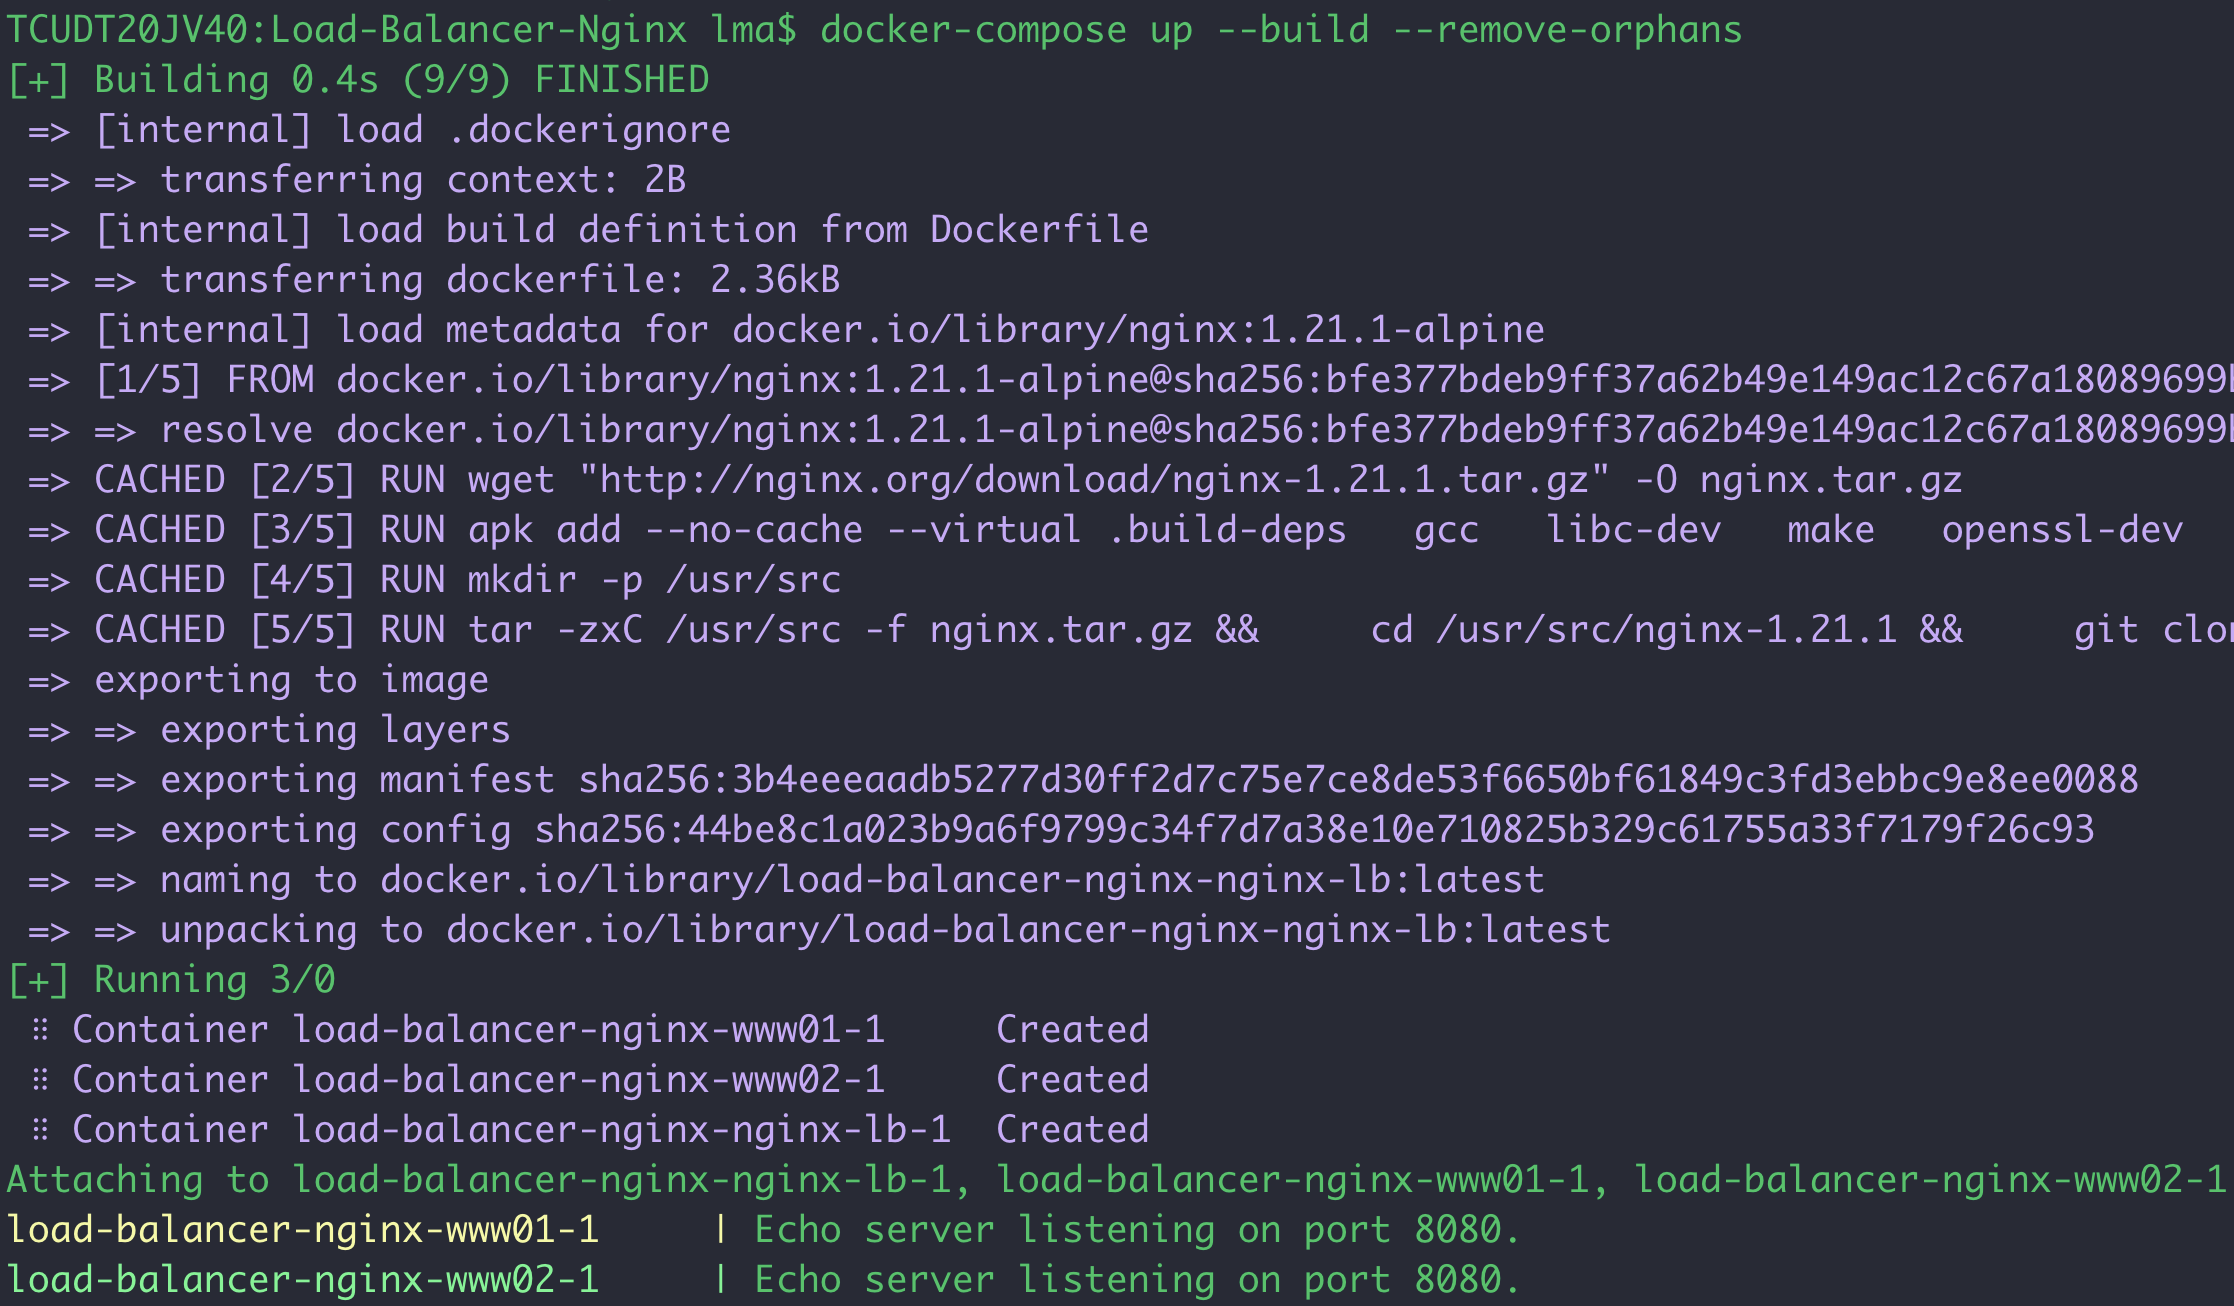 TCUDT20JV40:Load-Balancer-Nginx lma$ docker-compose up --build --remove-orphans
[+] Building 0.4s (9/9) FINISHED
=> [internal] load .dockerignore
=> => transferring context: 2B
=> [internal] load build definition from Dockerfile
=> => transferring dockerfile: 2.36kB
=> [internal] load metadata for docker.io/library/nginx:1.21.1-alpine
=> [1/5] FROM docker.io/library/nginx:1.21.1-alpine@sha256:bfe377bdeb9ff37a62b49e149ac12c67a18089699b
=> => resolve docker.io/library/nginx:1.21.1-alpine@sha256:bfe377bdeb9ff37a62b49e149ac12c67a18089699b
=> CACHED [2/5] RUN wget "http://nginx.org/download/nginx-1.21.1.tar.gz" -O nginx.tar.gz
=> CACHED [3/5] RUN apk add --no-cache --virtual .build-deps   gcc   libc-dev   make   openssl-dev
=> CACHED [4/5] RUN mkdir -p /usr/src
=> CACHED [5/5] RUN tar -zxC /usr/src -f nginx.tar.gz &&     cd /usr/src/nginx-1.21.1 &&     git clon
=> exporting to image
=> => exporting layers
=> => exporting manifest sha256:3b4eeeaadb5277d30ff2d7c75e7ce8de53f6650bf61849c3fd3ebbc9e8ee0088
=> => exporting config sha256:44be8c1a023b9a6f9799c34f7d7a38e10e710825b329c61755a33f7179f26c93
=> => naming to docker.io/library/load-balancer-nginx-nginx-lb:latest
=> => unpacking to docker.io/library/load-balancer-nginx-nginx-lb:latest
[+] Running 3/0
⠿ Container load-balancer-nginx-www01-1     Created
⠿ Container load-balancer-nginx-www02-1     Created
⠿ Container load-balancer-nginx-nginx-lb-1  Created
Attaching to load-balancer-nginx-nginx-lb-1, load-balancer-nginx-www01-1, load-balancer-nginx-www02-1
load-balancer-nginx-www01-1     | Echo server listening on port 8080.
load-balancer-nginx-www02-1     | Echo server listening on port 8080.